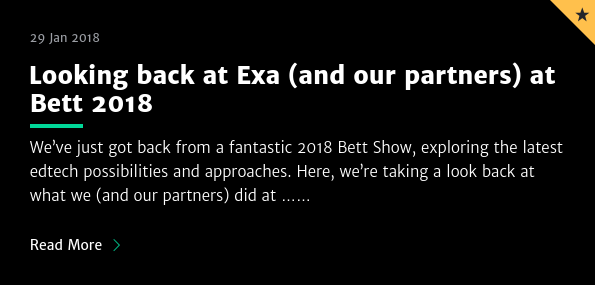 29 Jan 2018
Looking back at Exa (and our partners) at
Bett 2018
We’ve just got back from a fantastic 2018 Bett Show, exploring the latest
edtech possibilities and approaches. Here, we’re taking a look back at
what we (and our partners) did at ……
Read More